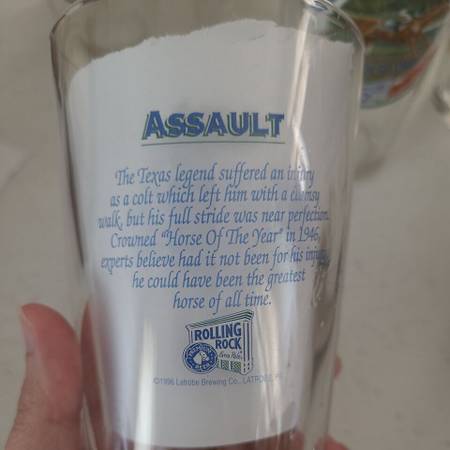 ASSAULT
The Texas legend suffered an injury
as a colt which left him with a clumsy
walk, but his full stride was near perfection.
Crowned "Horse Of The Year" in 1946,
experts believe had it not been for his injury
he could have been the greatest
horse of all time.
ROLLING
ROCK
©1996 Latrobe Brewing Co., LATROBE, PA